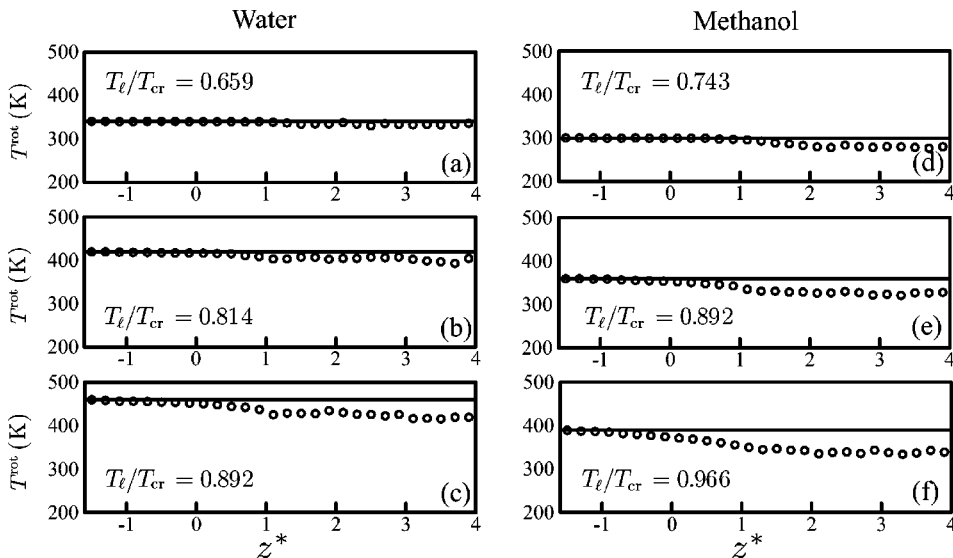 Water
Methanol
T^rot (K)
500
400
300
200
T_ℓ/T_cr = 0.659
(a)
-1 0 1 2 3 4
500
400
300
200
T_ℓ/T_cr = 0.743
(d)
-1 0 1 2 3 4
T^rot (K)
500
400
300
200
T_ℓ/T_cr = 0.814
(b)
-1 0 1 2 3 4
500
400
300
200
T_ℓ/T_cr = 0.892
(e)
-1 0 1 2 3 4
T^rot (K)
500
400
300
200
T_ℓ/T_cr = 0.892
(c)
-1 0 1 2 3 4
z*
500
400
300
200
T_ℓ/T_cr = 0.966
(f)
-1 0 1 2 3 4
z*